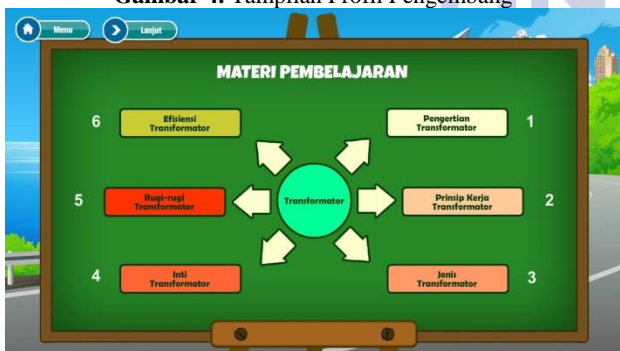 Gambar 4. Tampilan Profil Pengembang
Menu
Lanjut
MATERI PEMBELAJARAN
6
Efisiensi
Transformator
Pengertian
Transformator
1
5
Rugi-rugi
Transformator
Transformator
Prinsip Kerja
Transformator
2
4
Inti
Transformator
Jenis
Transformator
3